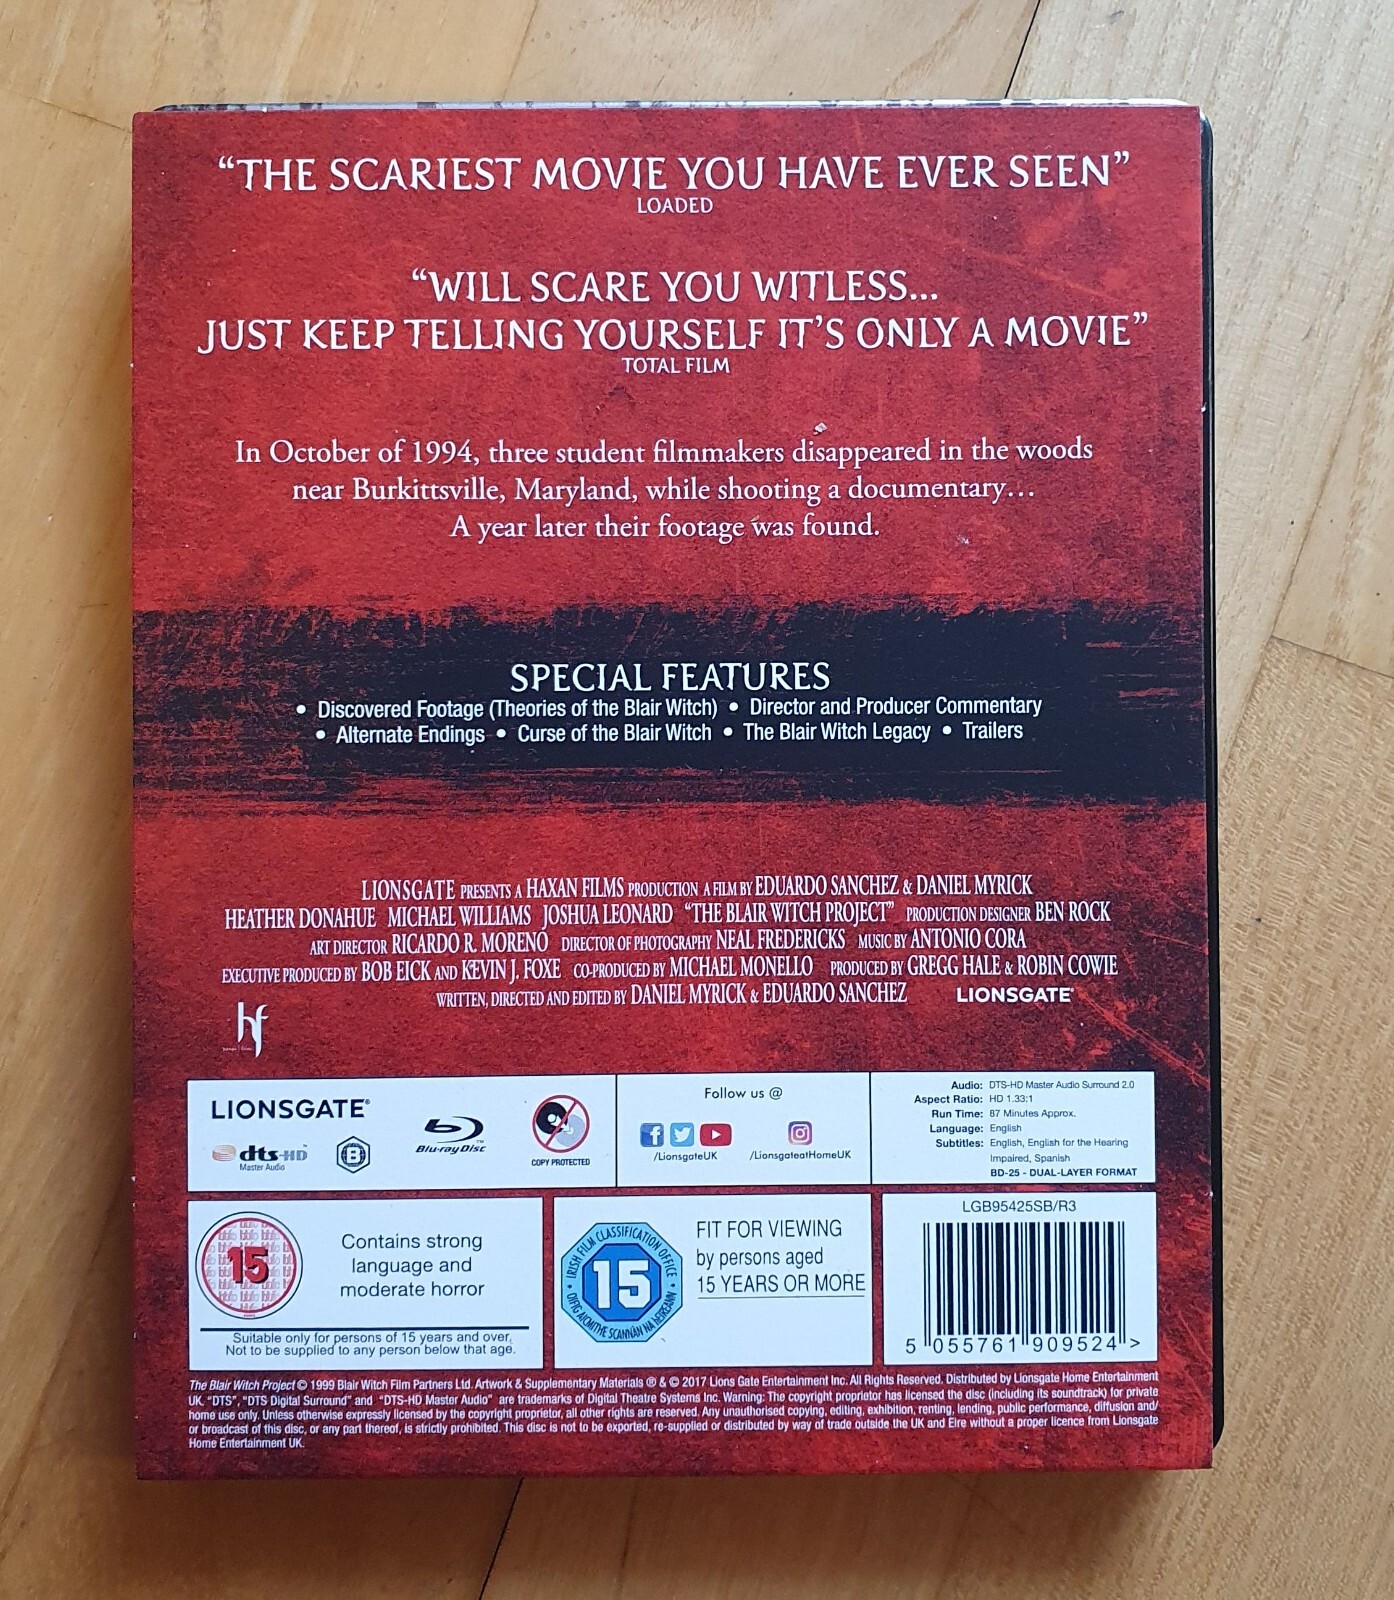 “THE SCARIEST MOVIE YOU HAVE EVER SEEN”
LOADED
“WILL SCARE YOU WITLESS...
JUST KEEP TELLING YOURSELF IT’S ONLY A MOVIE”
TOTAL FILM
In October of 1994, three student filmmakers disappeared in the woods
near Burkittsville, Maryland, while shooting a documentary…
A year later their footage was found.
SPECIAL FEATURES
• Discovered Footage (Theories of the Blair Witch) • Director and Producer Commentary
• Alternate Endings • Curse of the Blair Witch • The Blair Witch Legacy • Trailers
LIONSGATE PRESENTS A HAXAN FILMS PRODUCTION A FILM BY EDUARDO SANCHEZ & DANIEL MYRICK
HEATHER DONAHUE MICHAEL WILLIAMS JOSHUA LEONARD “THE BLAIR WITCH PROJECT” PRODUCTION DESIGNER BEN ROCK
ART DIRECTOR RICARDO R. MORENO DIRECTOR OF PHOTOGRAPHY NEAL FREDERICKS MUSIC BY ANTONIO CORA
EXECUTIVE PRODUCED BY BOB EICK AND KEVIN J. FOXE CO-PRODUCED BY MICHAEL MONELLO PRODUCED BY GREGG HALE & ROBIN COWIE
WRITTEN, DIRECTED AND EDITED BY DANIEL MYRICK & EDUARDO SANCHEZ LIONSGATE®
hf
LIONSGATE®
dts-HD
Master Audio
B
Blu-ray Disc™
COPY PROTECTED
Follow us @
/LionsgateUK
/LionsgateatHomeUK
Audio: DTS-HD Master Audio Surround 2.0
Aspect Ratio: HD 1.33:1
Run Time: 87 Minutes Approx.
Language: English
Subtitles: English, English for the Hearing
Impaired, Spanish
BD-25 - DUAL-LAYER FORMAT
15
Contains strong
language and
moderate horror
Suitable only for persons of 15 years and over.
Not to be supplied to any person below that age.
IRISH FILM CLASSIFICATION OFFICE
15
OIFIG AICMITHE SCANNÁN NA hÉIREANN
FIT FOR VIEWING
by persons aged
15 YEARS OR MORE
LGB95425SB/R3
5 055761 909524 >
The Blair Witch Project © 1999 Blair Witch Film Partners Ltd. Artwork & Supplementary Materials ® & © 2017 Lions Gate Entertainment Inc. All Rights Reserved. Distributed by Lionsgate Home Entertainment
UK. “DTS”, “DTS Digital Surround” and “DTS-HD Master Audio” are trademarks of Digital Theatre Systems Inc. Warning: The copyright proprietor has licensed the disc (including its soundtrack) for private
home use only. Unless otherwise expressly licensed by the copyright proprietor, all other rights are reserved. Any unauthorised copying, editing, exhibition, renting, lending, public performance, diffusion and/
or broadcast of this disc, or any part thereof, is strictly prohibited. This disc is not to be exported, re-supplied or distributed by way of trade outside the UK and Eire without a proper licence from Lionsgate
Home Entertainment UK.